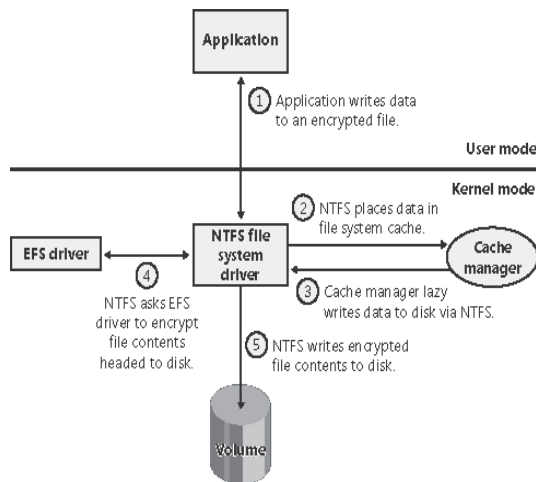 Application
1 Application writes data
to an encrypted file.
User mode
Kernel mode
2 NTFS places data in
file system cache.
EFS driver
NTFS file
system
driver
Cache
manager
4
NTFS asks EFS
driver to encrypt
file contents
headed to disk.
3 Cache manager lazy
writes data to disk via NTFS.
5 NTFS writes encrypted
file contents to disk.
Volume